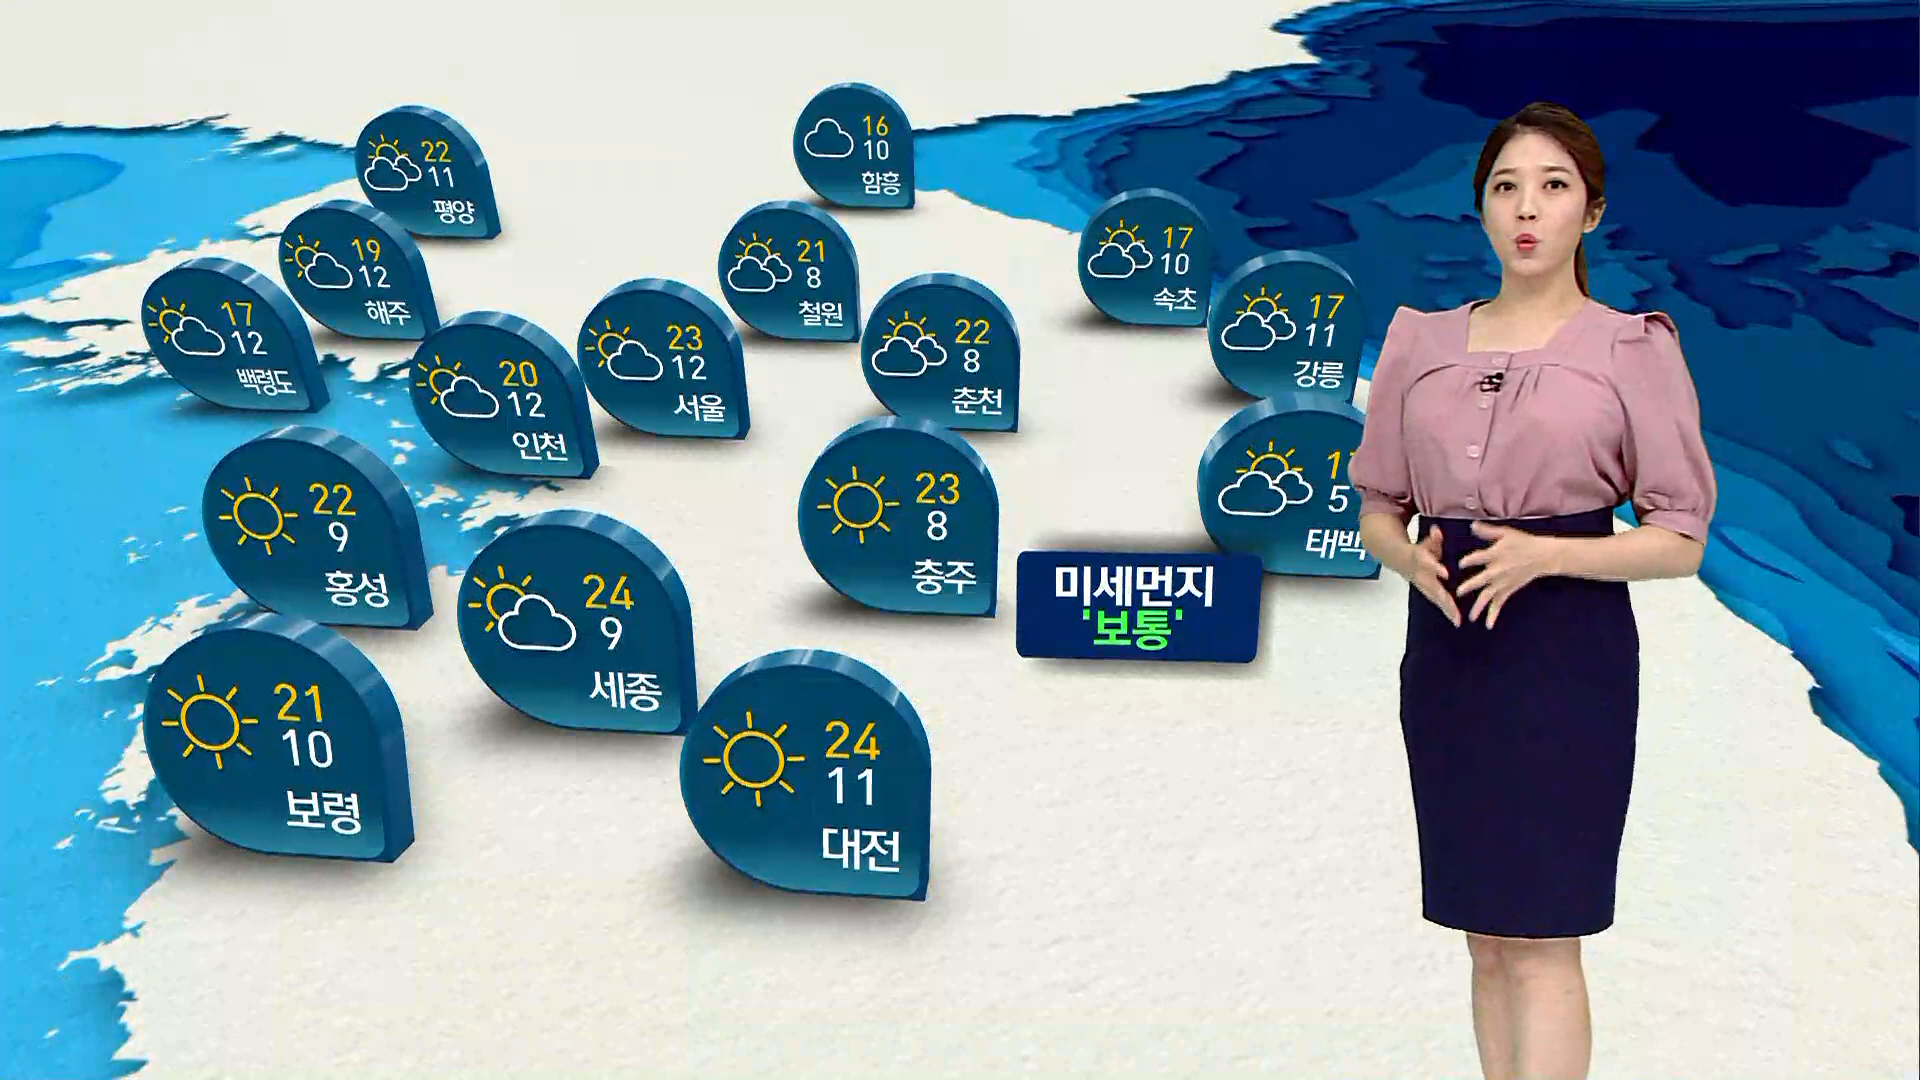 22
11
평양
16
10
함흥
19
12
해주
21
8
철원
17
10
속초
17
12
백령도
20
12
인천
23
12
서울
22
8
춘천
17
11
강릉
22
9
홍성
24
9
세종
23
8
충주
5
태백
미세먼지
'보통'
21
10
보령
24
11
대전